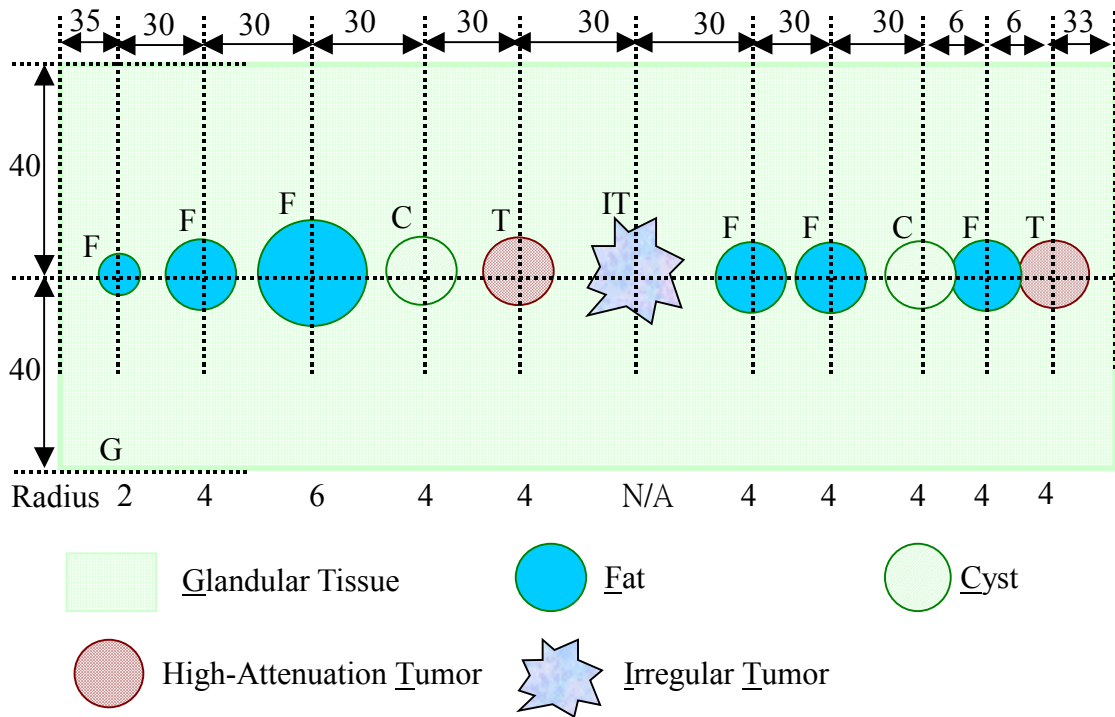 35 30 30 30 30 30 30 30 30 6 6 33
40
IT
F F F C T F F C F T
40
G
Radius 2 4 6 4 4 N/A 4 4 4 4 4
Glandular Tissue Fat Cyst
High-Attenuation Tumor Irregular Tumor